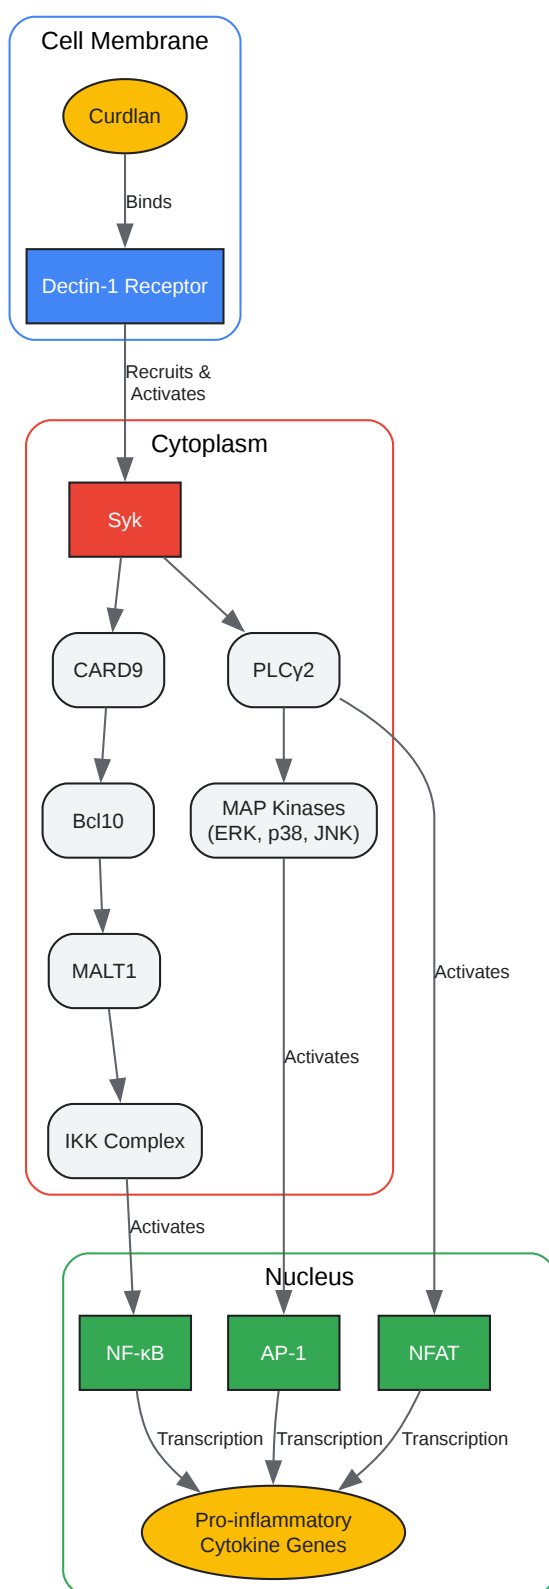 Cell Membrane
Curdlan
Binds
Dectin-1 Receptor
Recruits &
Activates
Cytoplasm
Syk
CARD9
PLCγ2
Bcl10
MAP Kinases
(ERK, p38, JNK)
MALT1
Activates
Activates
IKK Complex
Activates
Nucleus
NF-κB
AP-1
NFAT
Transcription
Transcription
Transcription
Pro-inflammatory
Cytokine Genes